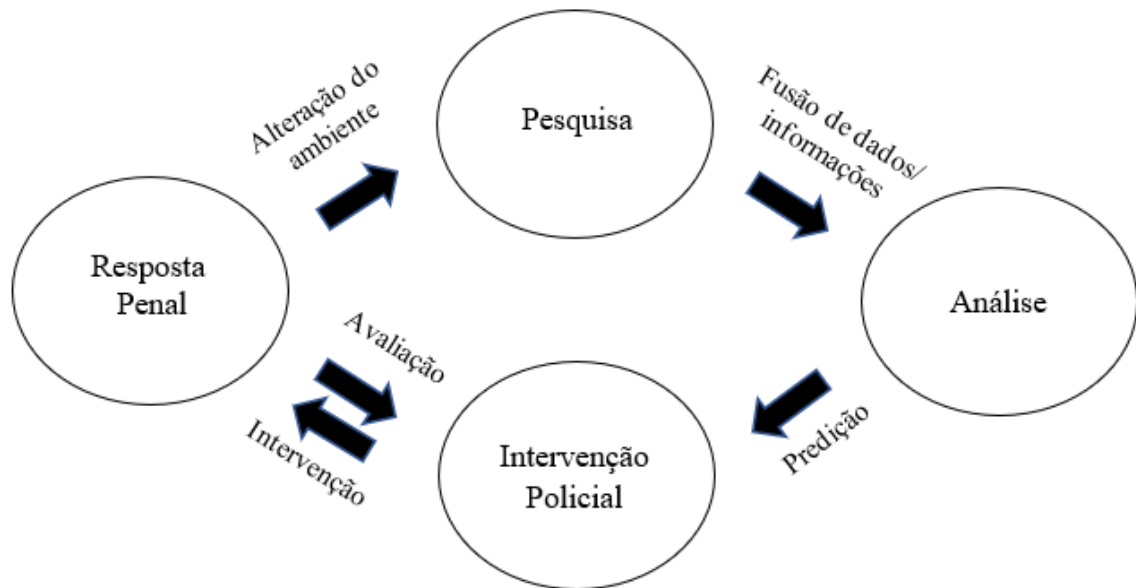 Alteração do
ambiente
Pesquisa
Fusão de dados/
informações
Resposta
Penal
Análise
Avaliação
Intervenção
Intervenção
Policial
Predição